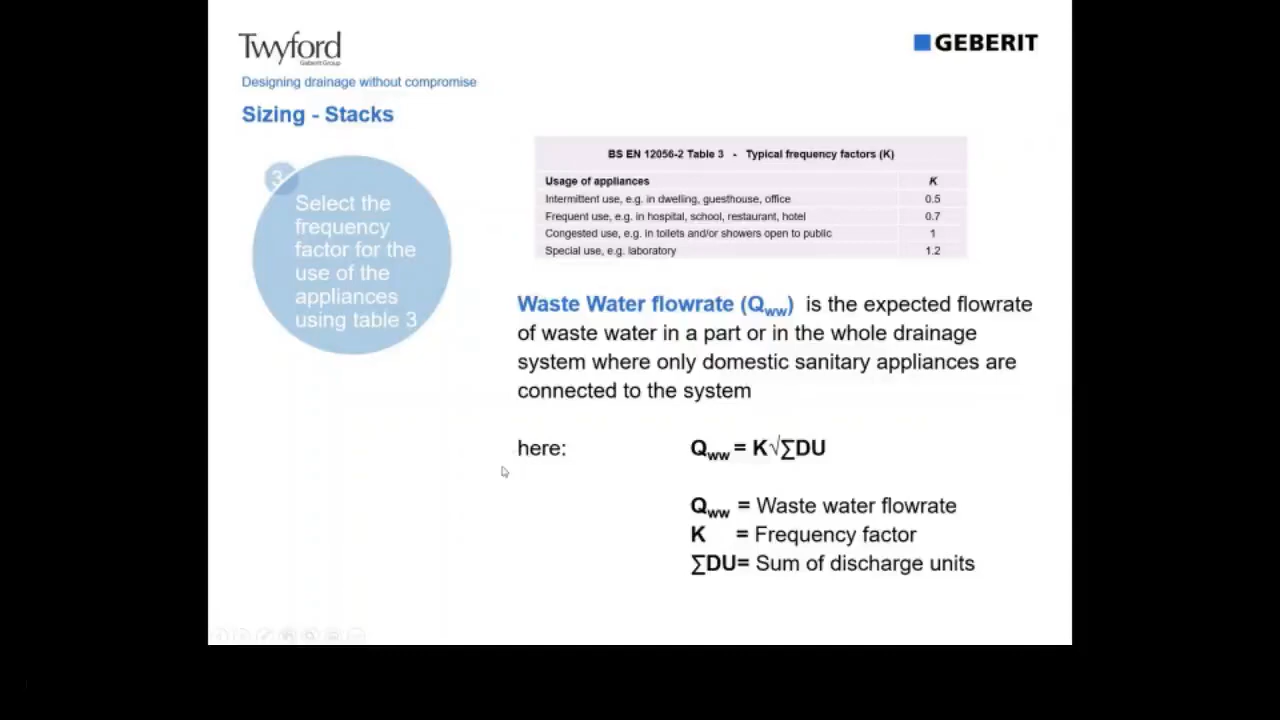 Twyford
Geberit Group
GEBERIT
Designing drainage without compromise
Sizing - Stacks
3
Select the
frequency
factor for the
use of the
appliances
using table 3
BS EN 12056-2 Table 3 - Typical frequency factors (K)
Usage of appliances K
Intermittent use, e.g. in dwelling, guesthouse, office 0.5
Frequent use, e.g. in hospital, school, restaurant, hotel 0.7
Congested use, e.g. in toilets and/or showers open to public 1
Special use, e.g. laboratory 1.2
Waste Water flowrate (Qww) is the expected flowrate
of waste water in a part or in the whole drainage
system where only domestic sanitary appliances are
connected to the system
here: Qww = K√∑DU
Qww = Waste water flowrate
K = Frequency factor
∑DU= Sum of discharge units